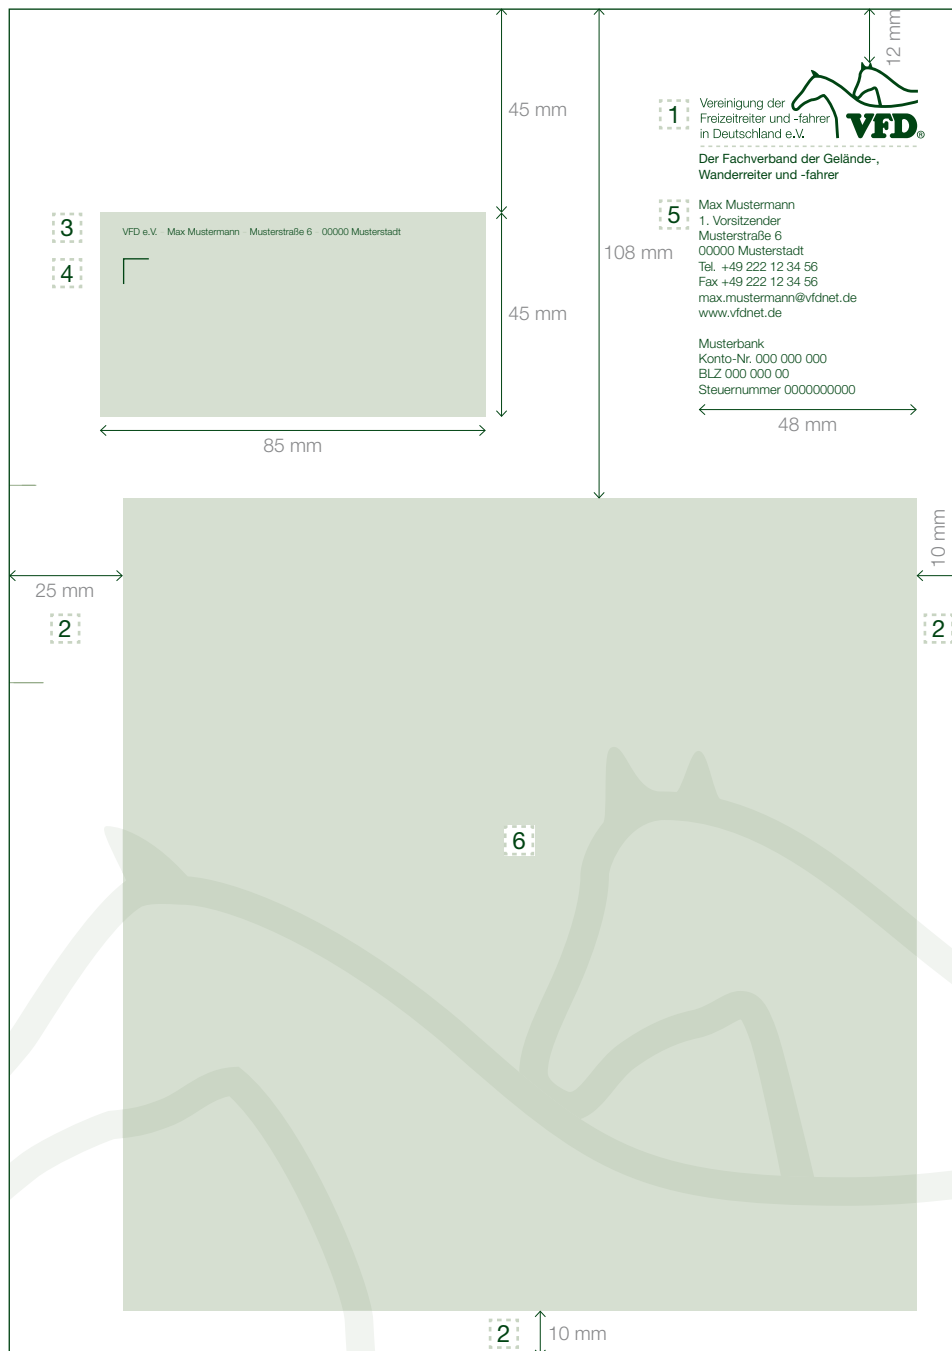 12 mm
45 mm
1
Vereinigung der
Freizeitreiter und -fahrer
in Deutschland e.V.
VFD®
Der Fachverband der Gelände-,
Wanderreiter und -fahrer
3
VFD e.V. · Max Mustermann · Musterstraße 6 · 00000 Musterstadt
4
45 mm
85 mm
108 mm
5
Max Mustermann
1. Vorsitzender
Musterstraße 6
00000 Musterstadt
Tel. +49 222 12 34 56
Fax +49 222 12 34 56
max.mustermann@vfdnet.de
www.vfdnet.de
Musterbank
Konto-Nr. 000 000 000
BLZ 000 000 00
Steuernummer 0000000000
48 mm
25 mm
2
10 mm
2
6
2
10 mm